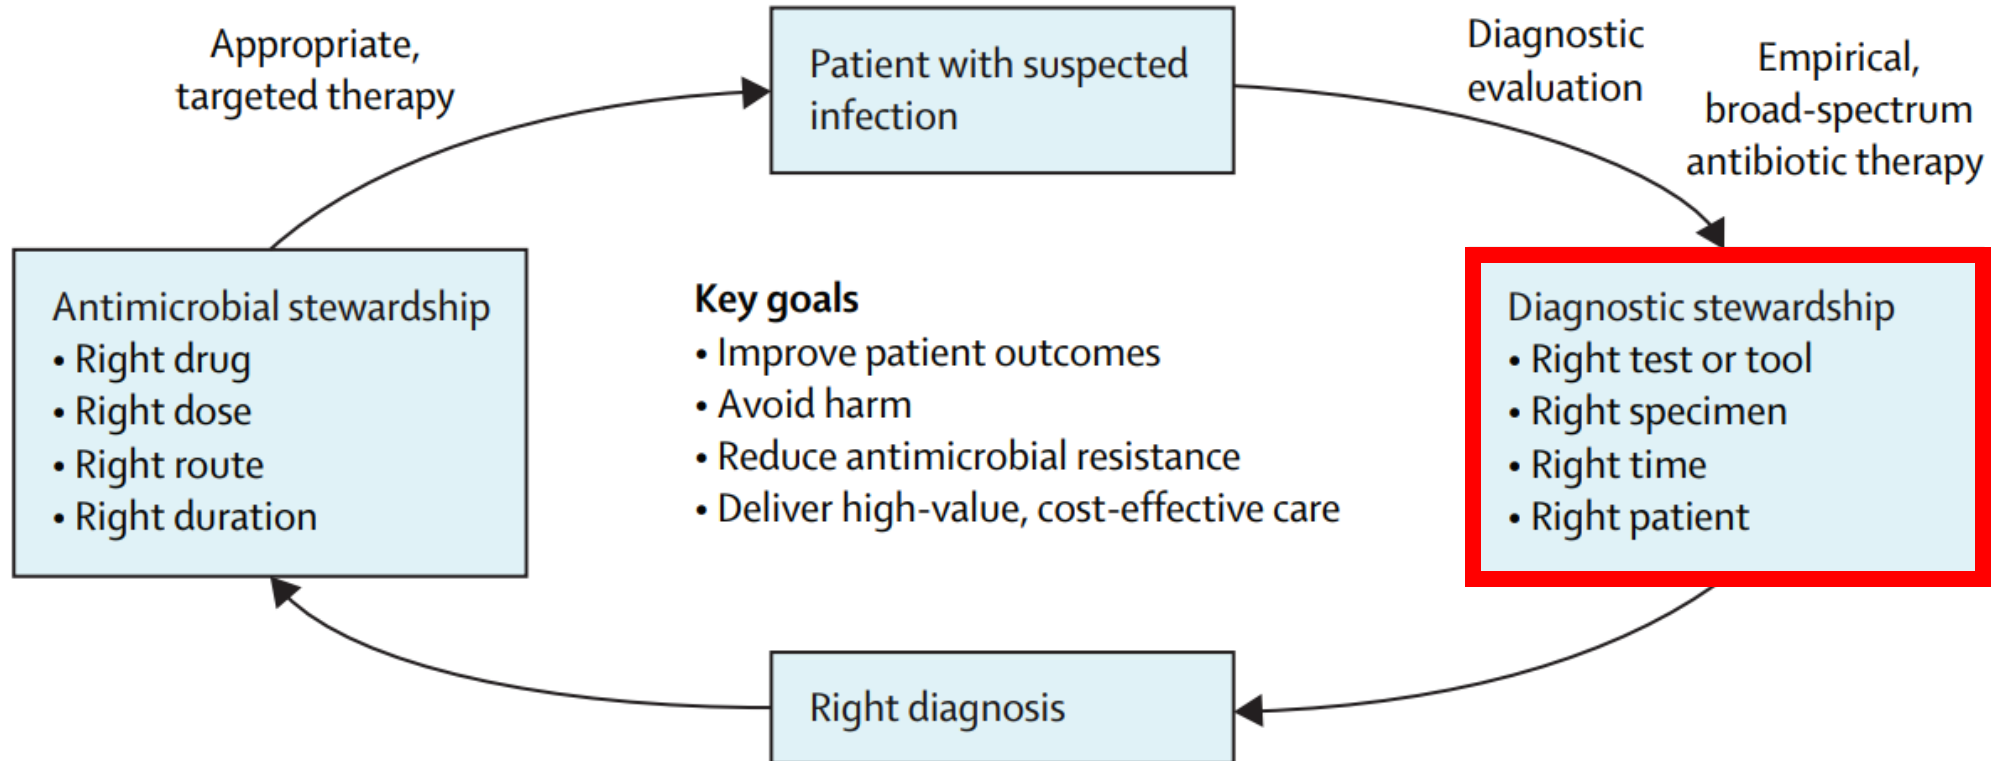 Appropriate,
targeted therapy
Patient with suspected
infection
Diagnostic
evaluation
Empirical,
broad-spectrum
antibiotic therapy
Antimicrobial stewardship
• Right drug
• Right dose
• Right route
• Right duration
Key goals
• Improve patient outcomes
• Avoid harm
• Reduce antimicrobial resistance
• Deliver high-value, cost-effective care
Diagnostic stewardship
• Right test or tool
• Right specimen
• Right time
• Right patient
Right diagnosis